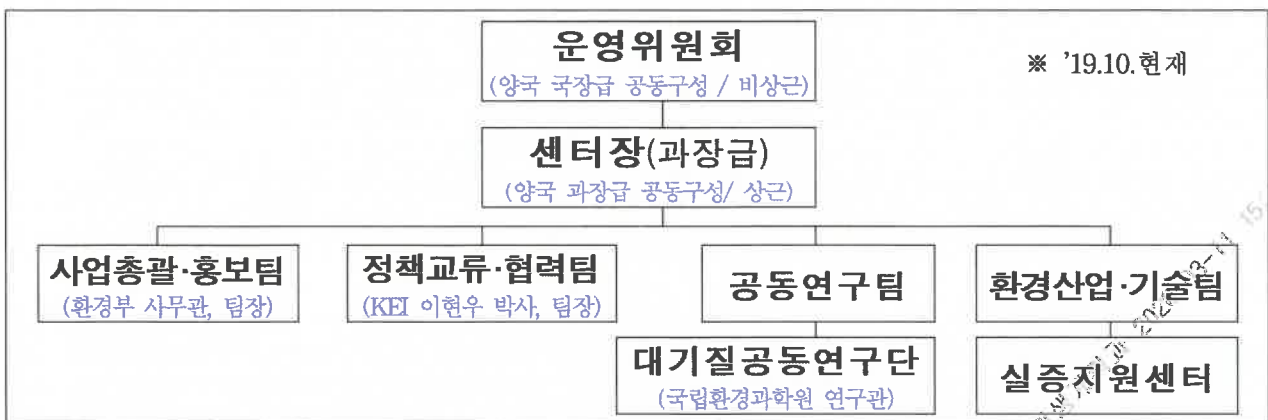 운영위원회
(양국 국장급 공동구성 / 비상근)
※ '19.10.현재
센터장(과장급)
(양국 과장급 공동구성/ 상근)
사업총괄·홍보팀
(환경부 사무관, 팀장)
정책교류·협력팀
(KEI 이현우 박사, 팀장)
공동연구팀
환경산업·기술팀
대기질공동연구단
(국립환경과학원 연구관)
실증지원센터